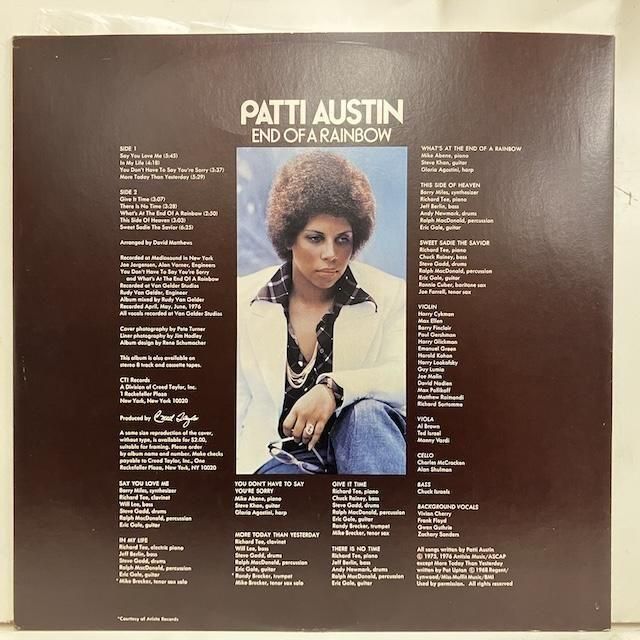 PATTI AUSTIN
END OF A RAINBOW
SIDE 1
Say You Love Me (5:45)
In My Life (4:18)
You Don't Have To Say You're Sorry (3:37)
More Today Than Yesterday (5:29)
SIDE 2
Give It Time (3:07)
There Is No Time (3:28)
What's At The End Of A Rainbow (2:50)
This Side Of Heaven (3:03)
Sweet Sadie The Savior (6:25)
Arranged by David Matthews
Recorded at Mediasound in New York
Joe Jorgensen, Alan Varner, Engineers
You Don't Have To Say You're Sorry
and What's At The End Of A Rainbow
Recorded at Van Gelder Studios
Rudy Van Gelder, Engineer
Album mixed by Rudy Van Gelder
Recorded April, May, June, 1976
All vocals recorded at Van Gelder Studios
Cover photography by Pete Turner
Liner photography by Jim Hadley
Album design by Rene Schumacher
This album is also available on
stereo 8 track and cassette tapes.
CTI Records
A Division of Creed Taylor, Inc.
1 Rockefeller Plaza
New York, New York 10020
Produced by Creed Taylor
A same size reproduction of the cover,
without type, is available for $2.00,
suitable for framing. Please order
by album name and number. Make checks
payable to Creed Taylor, Inc., One
Rockefeller Plaza, New York, NY 10020
SAY YOU LOVE ME
Barry Miles, synthesizer
Richard Tee, clavinet
Will Lee, bass
Steve Gadd, drums
Ralph MacDonald, percussion
Eric Gale, guitar
IN MY LIFE
Richard Tee, electric piano
Jeff Berlin, bass
Steve Gadd, drums
Ralph MacDonald, percussion
Eric Gale, guitar
*Mike Brecker, tenor sax solo
YOU DON'T HAVE TO SAY
YOU'RE SORRY
Mike Abene, piano
Steve Khan, guitar
Gloria Agostini, harp
MORE TODAY THAN YESTERDAY
Richard Tee, clavinet
Will Lee, bass
Steve Gadd, drums
Ralph MacDonald, percussion
Eric Gale, guitar
*Randy Brecker, trumpet
*Mike Brecker, tenor sax solo
GIVE IT TIME
Richard Tee, piano
Chuck Rainey, bass
Steve Gadd, drums
Ralph MacDonald, percussion
Eric Gale, guitar
*Randy Brecker, trumpet
THERE IS NO TIME
Richard Tee, piano
Jeff Berlin, bass
Andy Newmark, drums
Ralph MacDonald, percussion
Eric Gale, guitar
WHAT'S AT THE END OF A RAINBOW
Mike Abene, piano
Steve Khan, guitar
Gloria Agostini, harp
THIS SIDE OF HEAVEN
Barry Miles, synthesizer
Richard Tee, piano
Jeff Berlin, bass
Andy Newmark, drums
Ralph MacDonald, percussion
Eric Gale, guitar
SWEET SADIE THE SAVIOR
Richard Tee, piano
Chuck Rainey, bass
Steve Gadd, drums
Ralph MacDonald, percussion
Eric Gale, guitar
Ronnie Cuber, baritone sax
Joe Farrell, tenor sax
VIOLIN
Harry Cykman
Max Ellen
Barry Finclair
Paul Gershman
Harry Glickman
Emanuel Green
Harold Kohon
Harry Lookofsky
Guy Lumia
Joe Malin
David Nadien
Max Pollikoff
Matthew Raimondi
Richard Sortomme
VIOLA
Al Brown
Ted Israel
Manny Vardi
CELLO
Charles McCracken
Alan Shulman
BASS
Chuck Israels
BACKGROUND VOCALS
Vivian Cherry
Frank Floyd
Gwen Guthrie
Zachary Sanders
All songs written by Patti Austin
© 1975, 1976 Antisia Music/ASCAP
except More Today Than Yesterday
written by Pat Upton © 1968 Regent/
Lynwood/Miss-Moffit Music/BMI
Used by permission. All rights reserved
*Courtesy of Arista Records